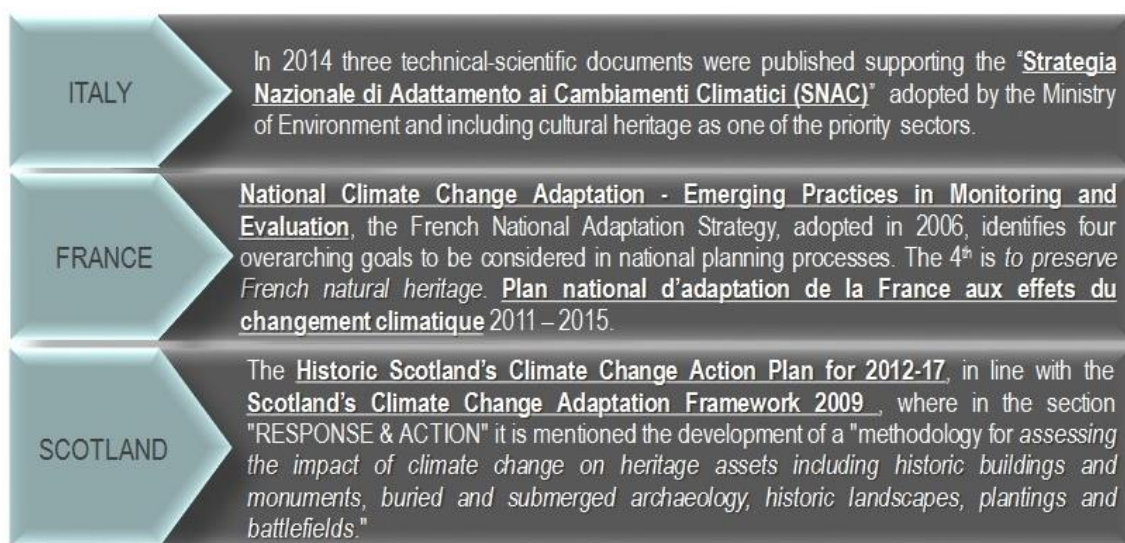 ITALY
In 2014 three technical-scientific documents were published supporting the "Strategia
Nazionale di Adattamento ai Cambiamenti Climatici (SNAC)" adopted by the Ministry
of Environment and including cultural heritage as one of the priority sectors.
FRANCE
National Climate Change Adaptation - Emerging Practices in Monitoring and
Evaluation, the French National Adaptation Strategy, adopted in 2006, identifies four
overarching goals to be considered in national planning processes. The 4th is to preserve
French natural heritage. Plan national d'adaptation de la France aux effets du
changement climatique 2011 – 2015.
SCOTLAND
The Historic Scotland's Climate Change Action Plan for 2012-17, in line with the
Scotland's Climate Change Adaptation Framework 2009 , where in the section
"RESPONSE & ACTION" it is mentioned the development of a "methodology for assessing
the impact of climate change on heritage assets including historic buildings and
monuments, buried and submerged archaeology, historic landscapes, plantings and
battlefields."